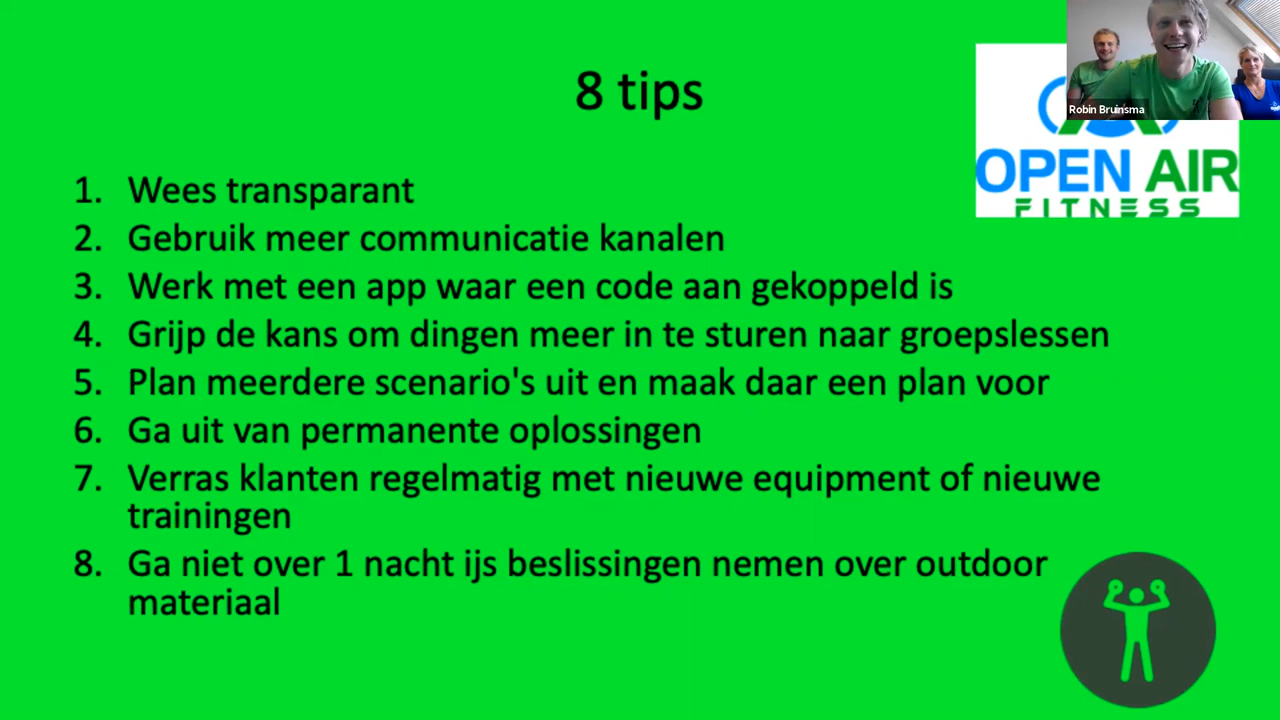 8 tips
Robin Bruinsma
OPEN AIR
FITNESS
1. Wees transparant
2. Gebruik meer communicatie kanalen
3. Werk met een app waar een code aan gekoppeld is
4. Grijp de kans om dingen meer in te sturen naar groepslessen
5. Plan meerdere scenario's uit en maak daar een plan voor
6. Ga uit van permanente oplossingen
7. Verras klanten regelmatig met nieuwe equipment of nieuwe
trainingen
8. Ga niet over 1 nacht ijs beslissingen nemen over outdoor
materiaal